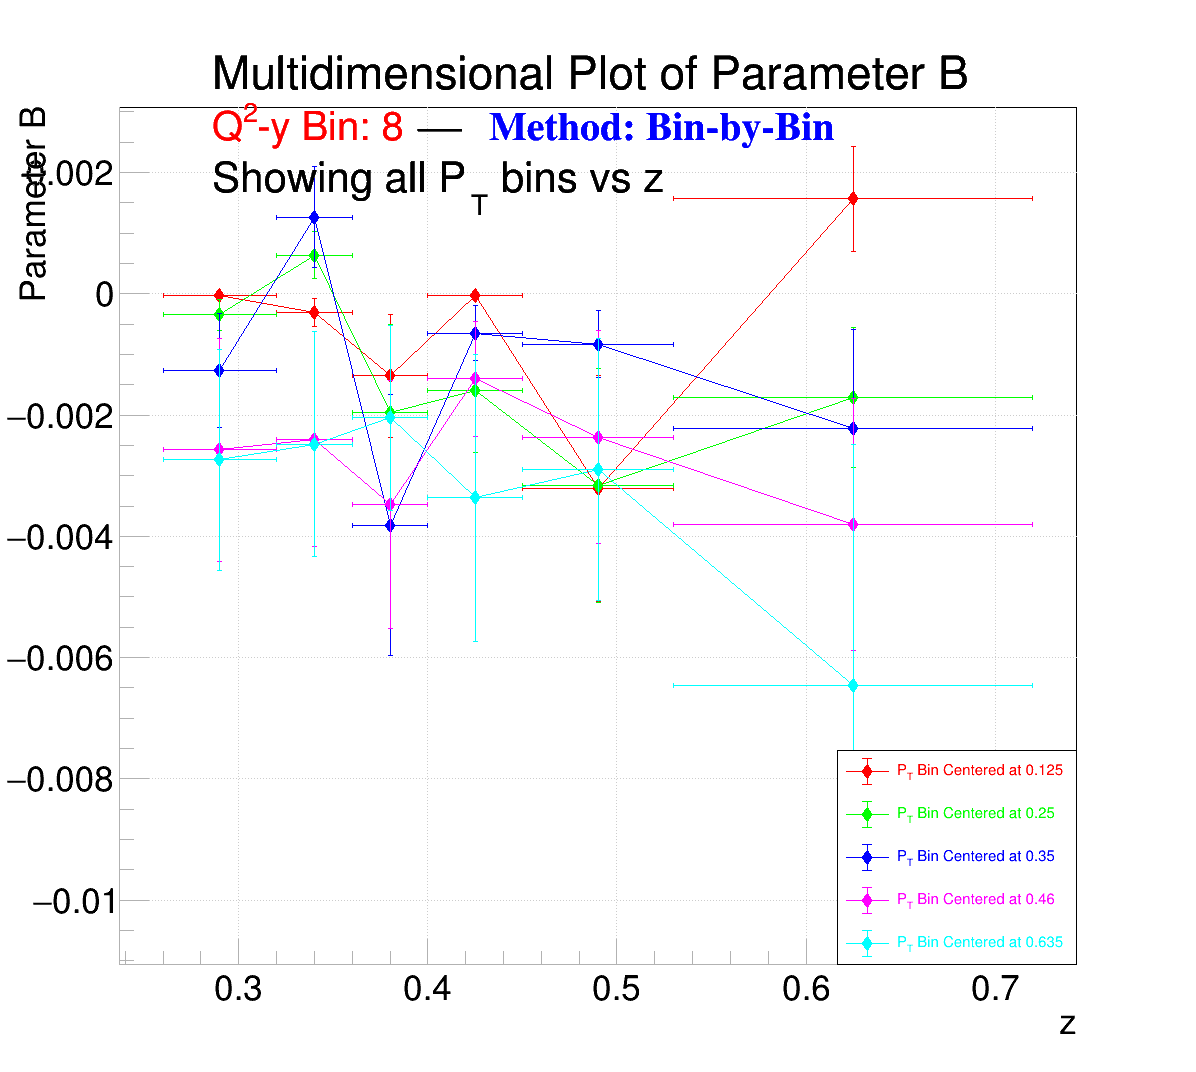 Multidimensional Plot of Parameter B
Q²-y Bin: 8 — Method: Bin-by-Bin
Showing all P_T bins vs z
Parameter B
0.002
0
−0.002
−0.004
−0.006
−0.008
−0.01
P_T Bin Centered at 0.125
P_T Bin Centered at 0.25
P_T Bin Centered at 0.35
P_T Bin Centered at 0.46
P_T Bin Centered at 0.635
0.3 0.4 0.5 0.6 0.7
z